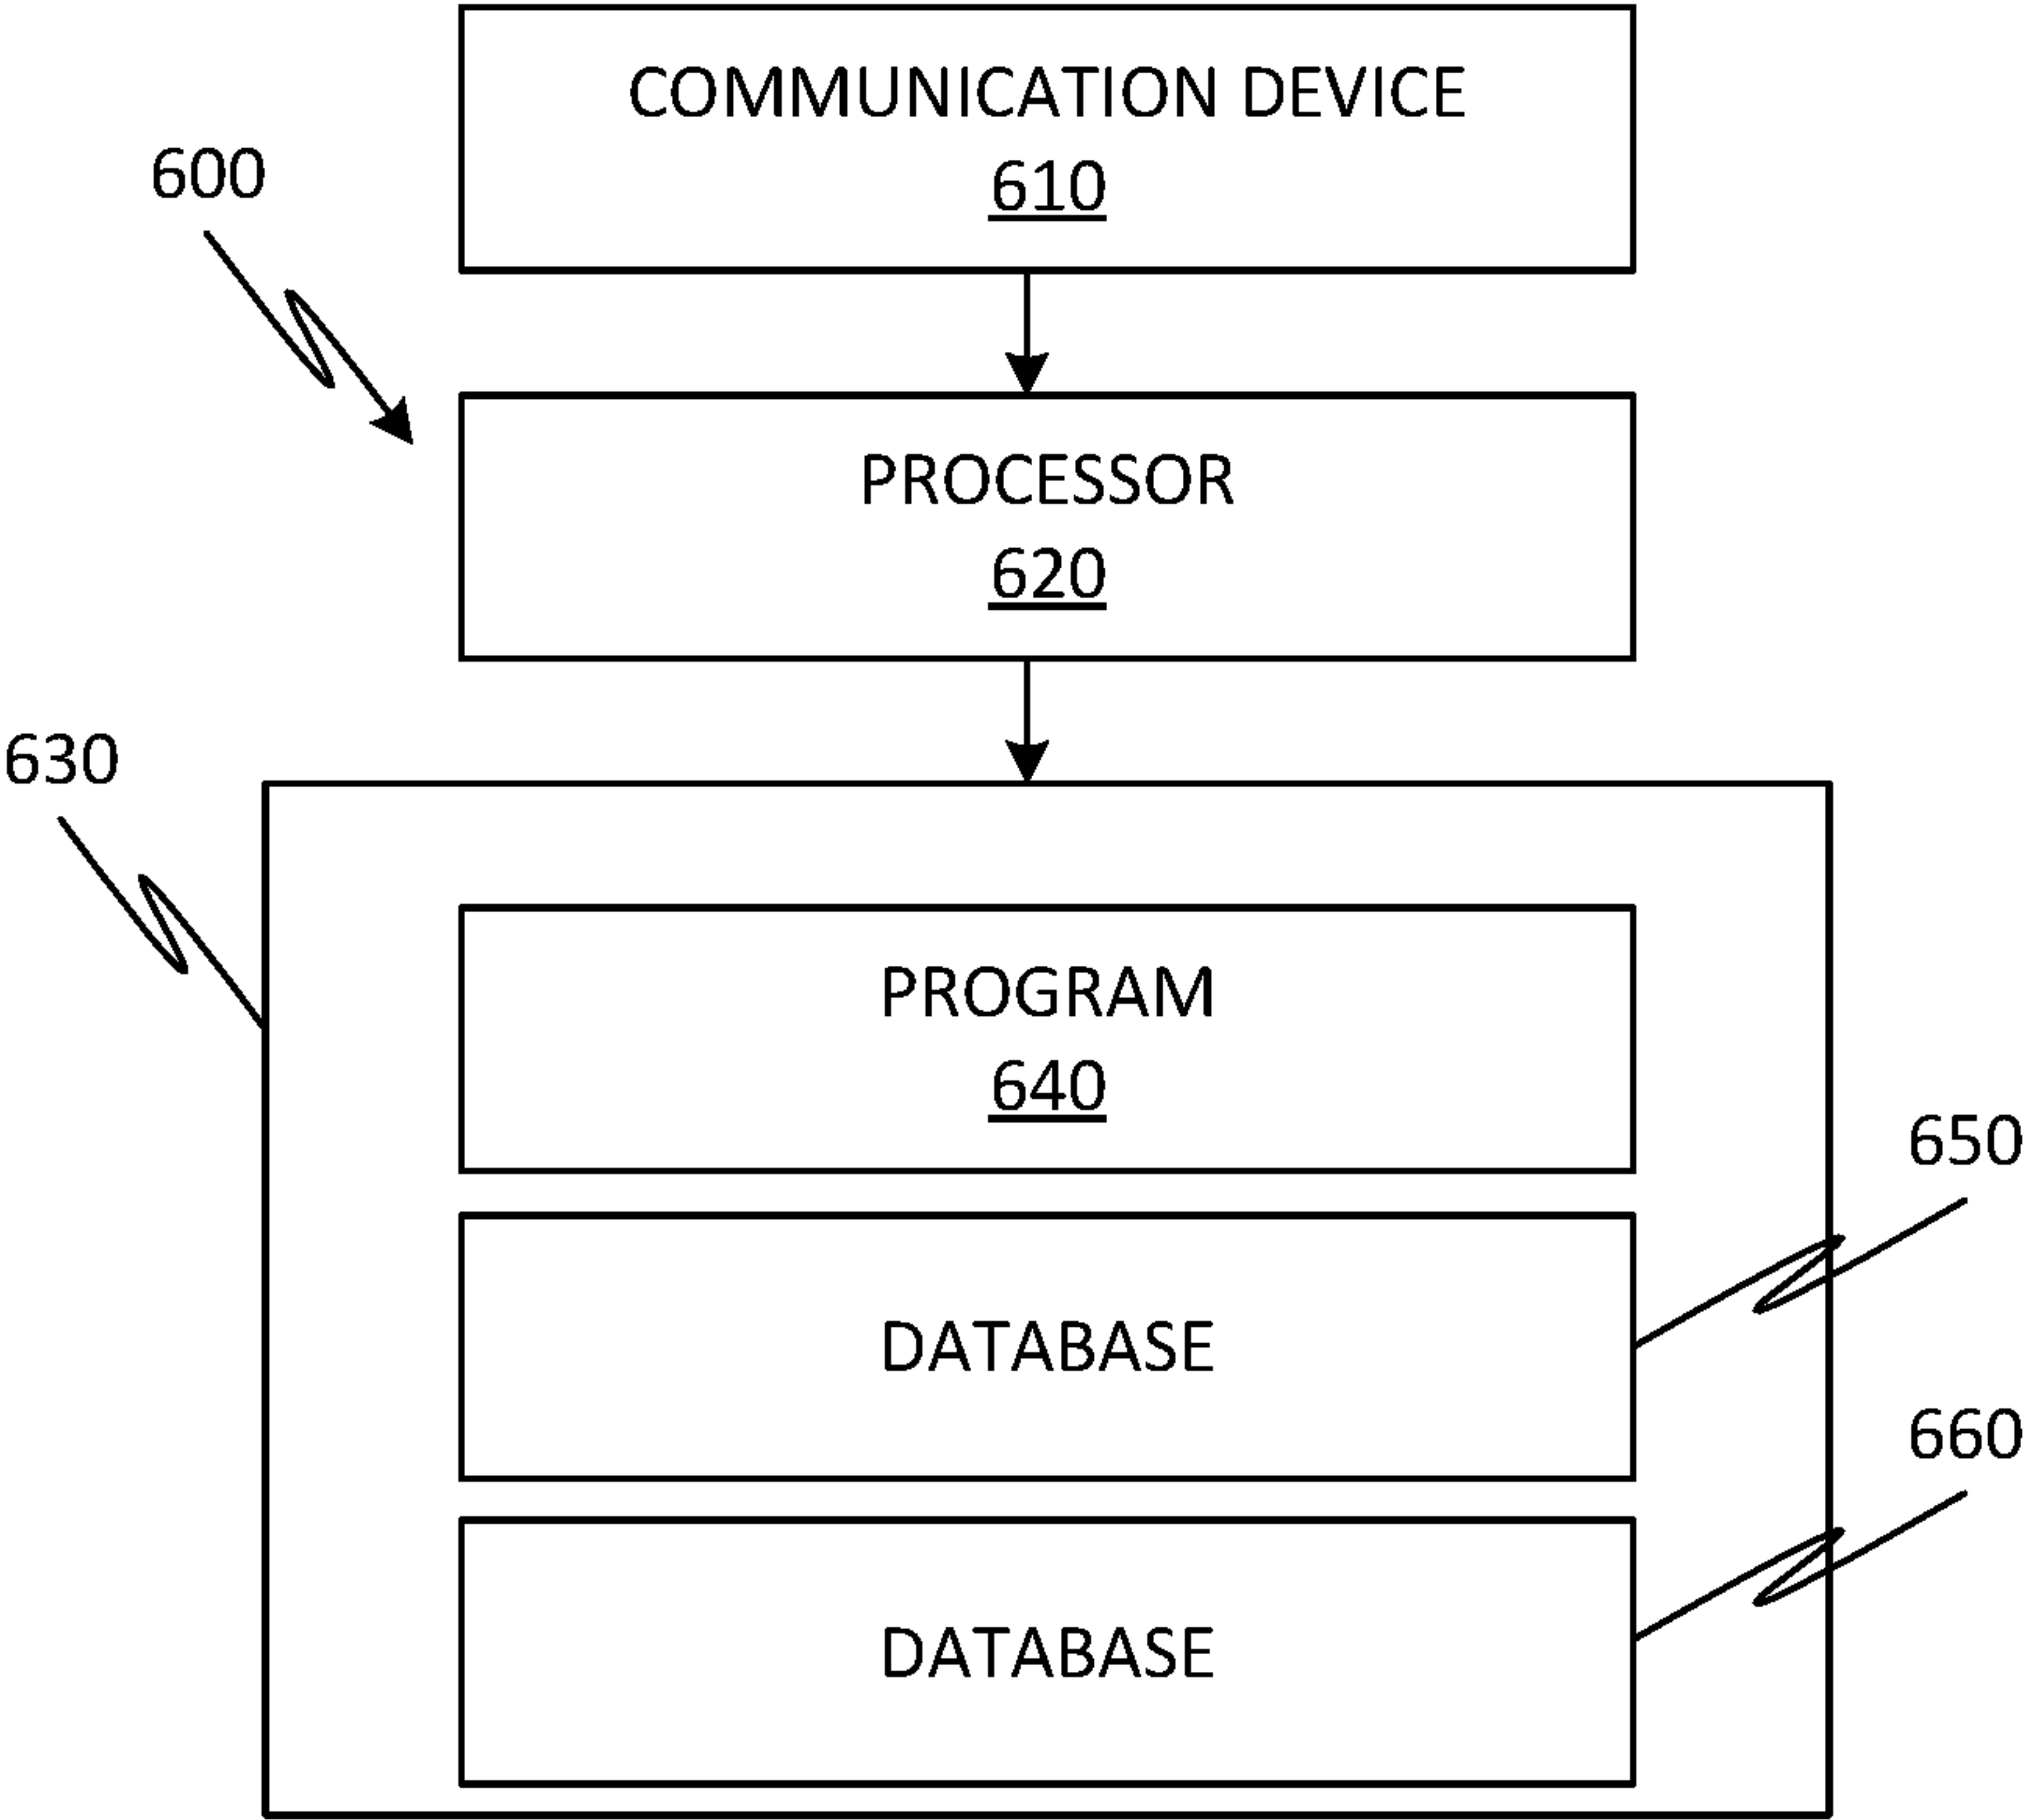 COMMUNICATION DEVICE
610
600
PROCESSOR
620
630
PROGRAM
640
650
DATABASE
660
DATABASE